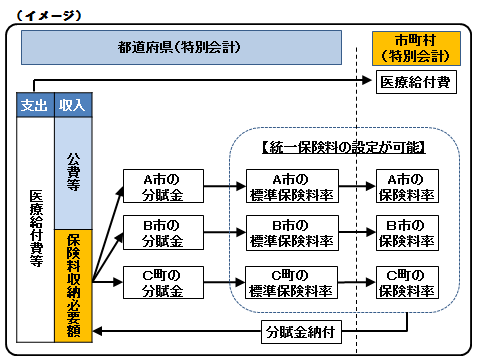 (イメージ)
都道府県(特別会計)
市町村
(特別会計)
医療給付費
支出
収入
公費等
医療給付費等
保険料収納必要額
【統一保険料の設定が可能】
A市の
分賦金
A市の
標準保険料率
A市の
保険料率
B市の
分賦金
B市の
標準保険料率
B市の
保険料率
C町の
分賦金
C町の
標準保険料率
C町の
保険料率
分賦金納付